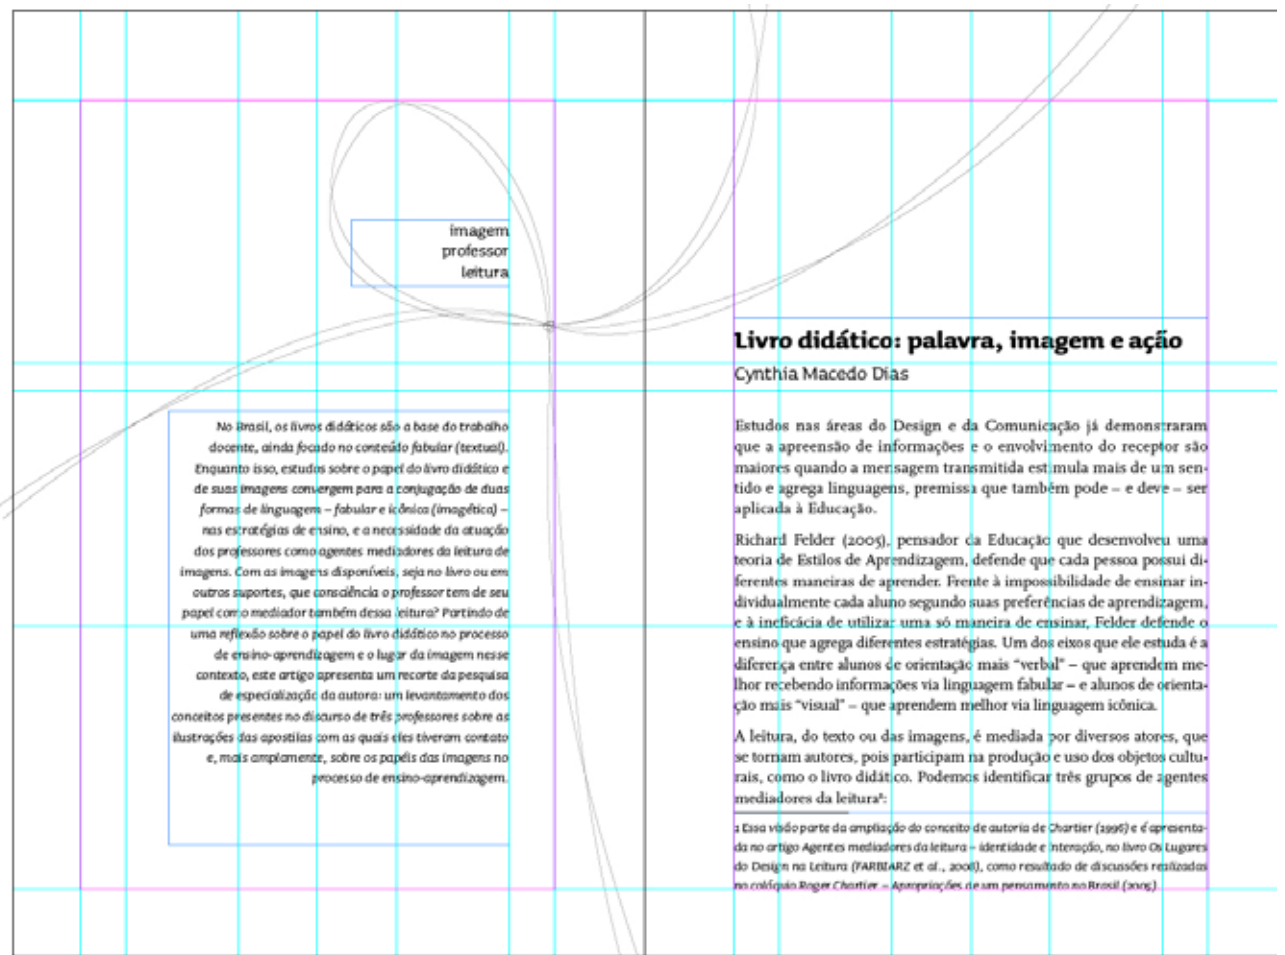 imagem
professor
leitura
No Brasil, os livros didáticos são a base do trabalho
docente, ainda focado no conteúdo fabular (textual).
Enquanto isso, estudos sobre o papel do livro didático e
de suas imagens convergem para a conjugação de duas
formas de linguagem – fabular e icônica (imagética) –
nas estratégias de ensino, e a necessidade da atuação
dos professores como agentes mediadores da leitura de
imagens. Com as imagens disponíveis, seja no livro ou em
outros suportes, que consciência o professor tem de seu
papel como mediador também dessa leitura? Partindo de
uma reflexão sobre o papel do livro didático no processo
de ensino-aprendizagem e o lugar da imagem nesse
contexto, este artigo apresenta um recorte da pesquisa
de especialização da autora: um levantamento dos
conceitos presentes no discurso de três professores sobre as
ilustrações das apostilas com as quais eles tiveram contato
e, mais amplamente, sobre os papéis das imagens no
processo de ensino-aprendizagem.
Livro didático: palavra, imagem e ação
Cynthia Macedo Dias
Estudos nas áreas do Design e da Comunicação já demonstraram
que a apreensão de informações e o envolvimento do receptor são
maiores quando a mensagem transmitida estimula mais de um sen-
tido e agrega linguagens, premissa que também pode – e deve – ser
aplicada à Educação.
Richard Felder (2005), pensador da Educação que desenvolveu uma
teoria de Estilos de Aprendizagem, defende que cada pessoa possui di-
ferentes maneiras de aprender. Frente à impossibilidade de ensinar in-
dividualmente cada aluno segundo suas preferências de aprendizagem,
e à ineficácia de utilizar uma só maneira de ensinar, Felder defende o
ensino que agrega diferentes estratégias. Um dos eixos que ele estuda é a
diferença entre alunos de orientação mais “verbal” – que aprendem me-
lhor recebendo informações via linguagem fabular – e alunos de orienta-
ção mais “visual” – que aprendem melhor via linguagem icônica.
A leitura, do texto ou das imagens, é mediada por diversos atores, que
se tornam autores, pois participam na produção e uso dos objetos cultu-
rais, como o livro didático. Podemos identificar três grupos de agentes
mediadores da leitura¹:
1 Essa visão parte da ampliação do conceito de autoria de Chartier (1996) e é apresenta-
da no artigo Agentes mediadores da leitura – identidade e interação, no livro Os Lugares
do Design na Leitura (FARBIARZ et al., 2008), como resultado de discussões realizadas
no colóquio Roger Chartier – Apropriações de um pensamento no Brasil (2005).